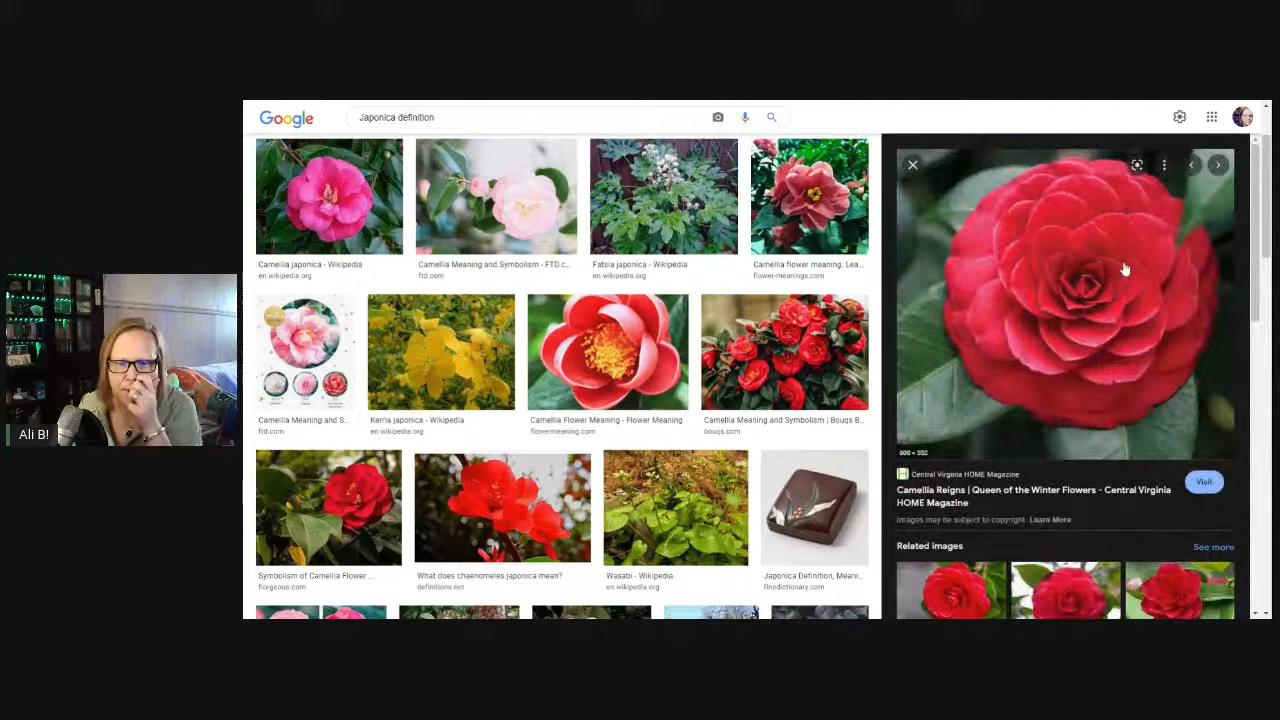 Google
Japonica definition
Camellia japonica - Wikipedia
en.wikipedia.org
Camellia Meaning and Symbolism - FTD.c...
ftd.com
Fatsia japonica - Wikipedia
en.wikipedia.org
Camellia flower meaning, Lea...
flower-meanings.com
Camellia Meaning and S...
ftd.com
Kerria japonica - Wikipedia
en.wikipedia.org
Camellia Flower Meaning - Flower Meaning
flowermeaning.com
Camellia Meaning and Symbolism | Bouqs B...
bouqs.com
Symbolism of Camellia Flower ...
florgeous.com
What does chaenomeles japonica mean?
definitions.net
Wasabi - Wikipedia
en.wikipedia.org
Japonica Definition, Meani...
finedictionary.com
600 × 552
Central Virginia HOME Magazine
Camellia Reigns | Queen of the Winter Flowers - Central Virginia
HOME Magazine
Visit
Images may be subject to copyright. Learn More
Related images
See more
Ali B!